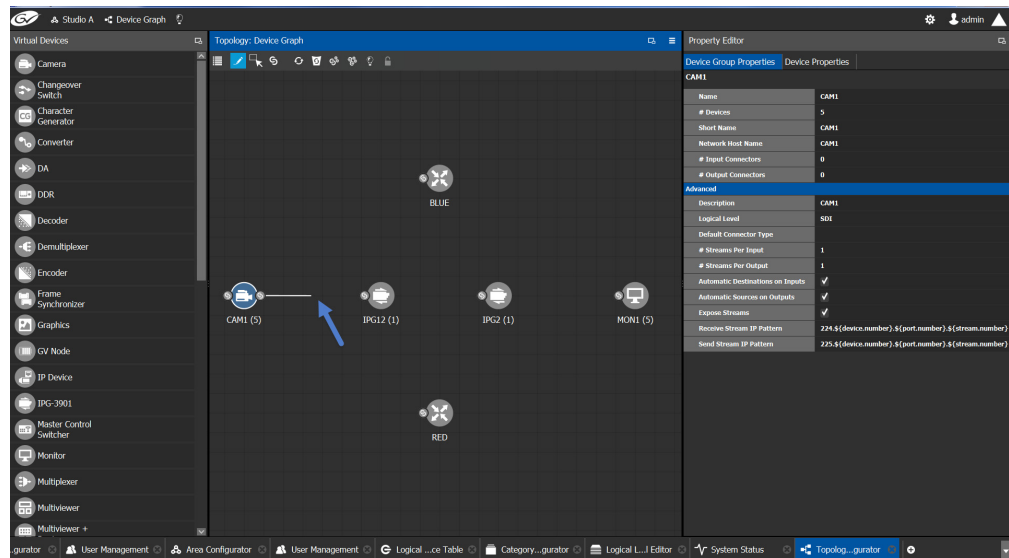 GV Studio A Device Graph admin
Virtual Devices
Camera
Changeover
Switch
CG Character
Generator
Converter
DA
DDR
Decoder
Demultiplexer
Encoder
Frame
Synchronizer
Graphics
GV Node
IP Device
IPG-3901
Master Control
Switcher
Monitor
Multiplexer
Multiviewer
Multiviewer +
Topology: Device Graph
BLUE
CAM1 (5)
IPG12 (1)
IPG2 (1)
MON1 (5)
RED
Property Editor
Device Group Properties Device Properties
CAM1
Name CAM1
# Devices 5
Short Name CAM1
Network Host Name CAM1
# Input Connectors 0
# Output Connectors 0
Advanced
Description CAM1
Logical Level SDI
Default Connector Type
# Streams Per Input 1
# Streams Per Output 1
Automatic Destinations on Inputs
Automatic Sources on Outputs
Expose Streams
Receive Stream IP Pattern 224.${device.number}.${port.number}.${stream.number}
Send Stream IP Pattern 225.${device.number}.${port.number}.${stream.number}
.gurator User Management Area Configurator User Management Logical ...ce Table Category...gurator Logical L...l Editor System Status Topolog...gurator